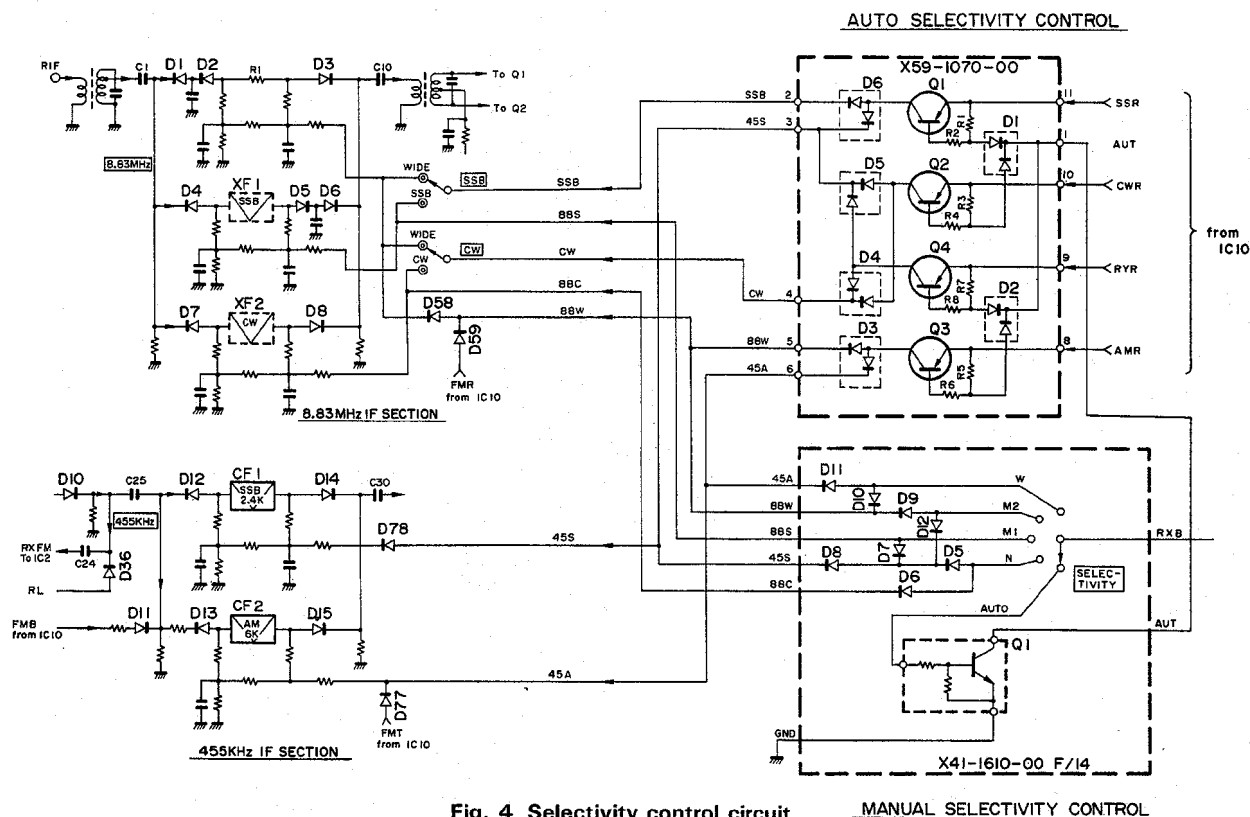 AUTO SELECTIVITY CONTROL
X59-1070-00
RIF
C1
D1
D2
R1
D3
C10
To Q1
To Q2
8.83MHz
D4
XF1
SSB
D5
D6
D7
XF2
CW
D8
8.83MHz IF SECTION
WIDE
SSB
SSB
SSB
88S
WIDE
CW
CW
CW
88C
D58
88W
D59
FMR
from IC10
SSB
2
45S
3
CW
4
88W
5
45A
6
D6
Q1
R1
R2
D1
D5
Q2
R3
R4
D4
Q4
R7
R8
D2
D3
Q3
R5
R6
11
SSR
1
AUT
10
CWR
9
RYR
8
AMR
from
IC10
D10
C25
D12
CF1
SSB
2.4K
D14
C30
455KHz
RXFM
To IC2
C24
D36
RL
D78
45S
FMB
from IC10
D11
D13
CF2
AM
6K
D15
45A
D77
FMT
from IC10
455KHz IF SECTION
45A
D11
W
D10
88W
D9
M2
D12
88S
M1
D7
45S
D8
D5
N
D6
88C
RXB
SELEC-
TIVITY
AUTO
AUT
Q1
GND
X41-1610-00 F/14
Fig. 4 Selectivity control circuit
MANUAL SELECTIVITY CONTROL